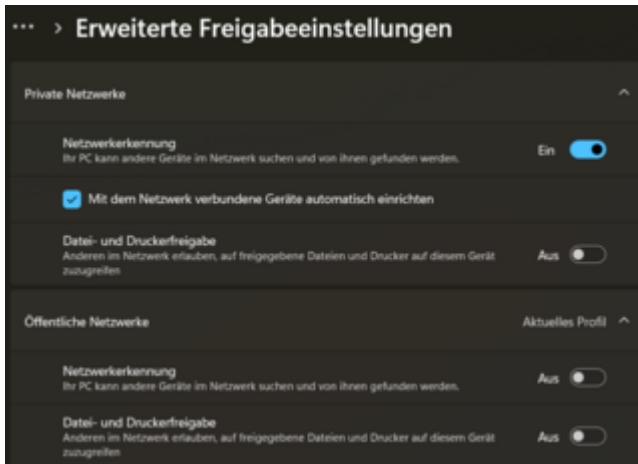 ··· > Erweiterte Freigabeeinstellungen
Private Netzwerke
Netzwerkerkennung
Ein
Ihr PC kann andere Geräte im Netzwerk suchen und von ihnen gefunden werden.
Mit dem Netzwerk verbundene Geräte automatisch einrichten
Datei- und Druckerfreigabe
Anderen im Netzwerk erlauben, auf freigegebene Dateien und Drucker auf diesem Gerät
Aus
zuzugreifen
Öffentliche Netzwerke
Aktuelles Profil
Netzwerkerkennung
Ihr PC kann andere Geräte im Netzwerk suchen und von ihnen gefunden werden.
Aus
Datei- und Druckerfreigabe
Anderen im Netzwerk erlauben, auf freigegebene Dateien und Drucker auf diesem Gerät
Aus
zuzugreifen